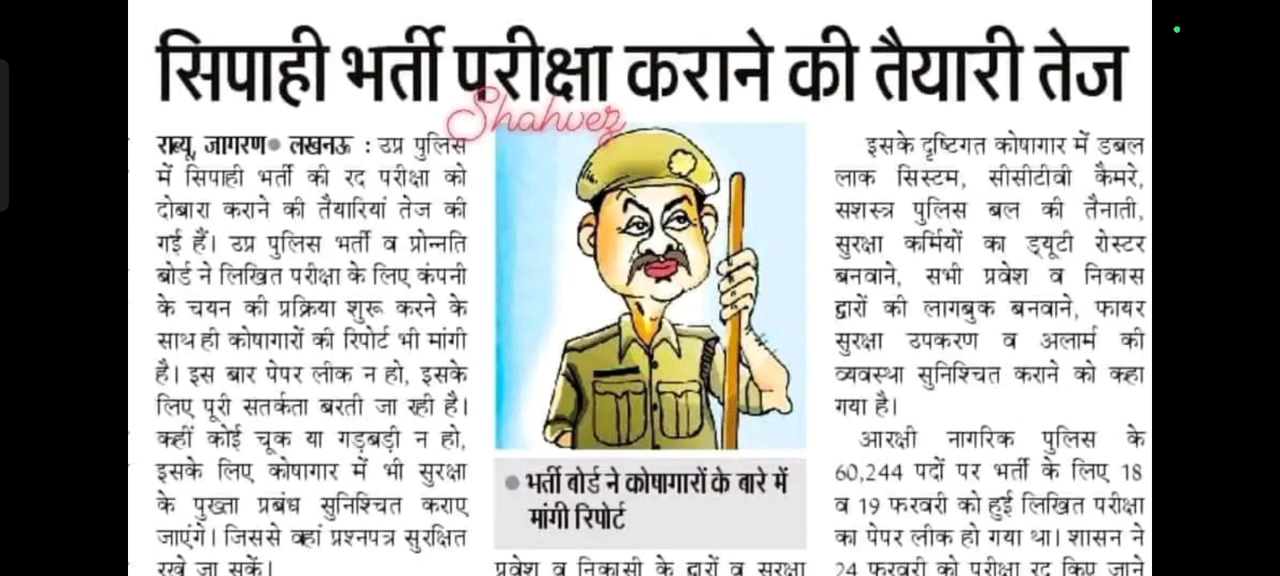 सिपाही भर्ती परीक्षा कराने की तैयारी तेज
Shahvez
राब्यू, जागरण● लखनऊ : उप्र पुलिस
में सिपाही भर्ती की रद परीक्षा को
दोबारा कराने की तैयारियां तेज की
गई हैं। उप्र पुलिस भर्ती व प्रोन्नति
बोर्ड ने लिखित परीक्षा के लिए कंपनी
के चयन की प्रक्रिया शुरू करने के
साथ ही कोषागारों की रिपोर्ट भी मांगी
है। इस बार पेपर लीक न हो, इसके
लिए पूरी सतर्कता बरती जा रही है।
कहीं कोई चूक या गड़बड़ी न हो,
इसके लिए कोषागार में भी सुरक्षा
के पुख्ता प्रबंध सुनिश्चित कराए
जाएंगे। जिससे वहां प्रश्नपत्र सुरक्षित
रखे जा सकें।
● भर्ती बोर्ड ने कोषागारों के बारे में
मांगी रिपोर्ट
प्रवेश व निकासी के द्वारों व सुरक्षा
इसके दृष्टिगत कोषागार में डबल
लाक सिस्टम, सीसीटीवी कैमरे,
सशस्त्र पुलिस बल की तैनाती,
सुरक्षा कर्मियों का ड्यूटी रोस्टर
बनवाने, सभी प्रवेश व निकास
द्वारों की लागबुक बनवाने, फायर
सुरक्षा उपकरण व अलार्म की
व्यवस्था सुनिश्चित कराने को कहा
गया है।
आरक्षी नागरिक पुलिस के
60,244 पदों पर भर्ती के लिए 18
व 19 फरवरी को हुई लिखित परीक्षा
का पेपर लीक हो गया था। शासन ने
24 फरवरी को परीक्षा रद किए जाने